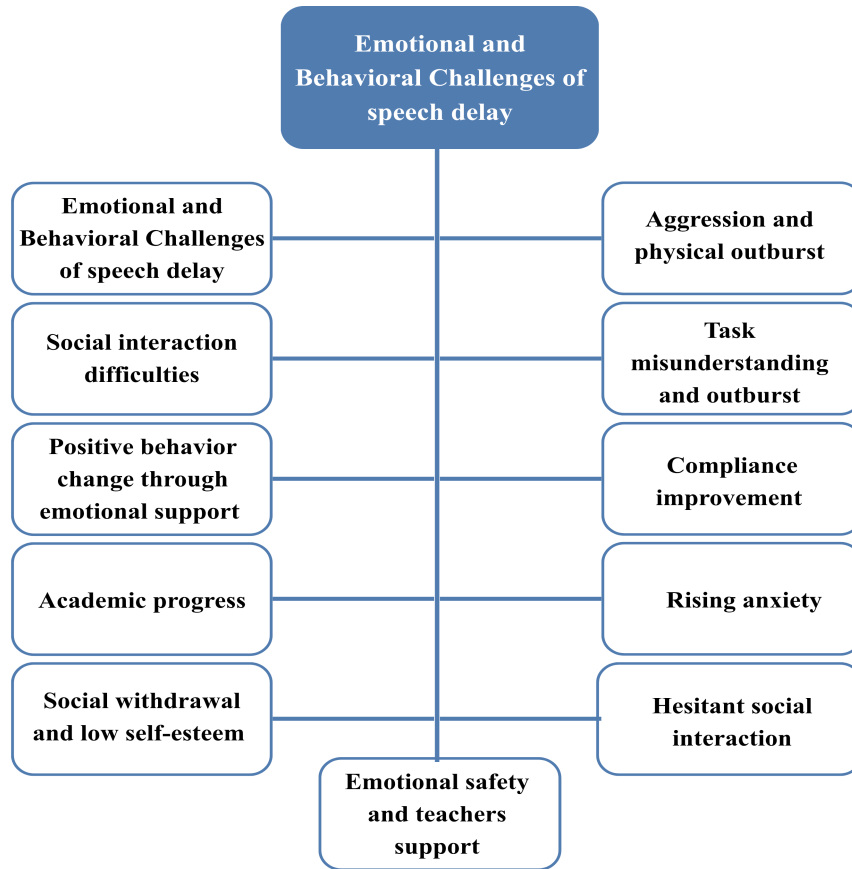 Emotional and
Behavioral Challenges of
speech delay
Emotional and
Behavioral Challenges
of speech delay
Aggression and
physical outburst
Social interaction
difficulties
Task
misunderstanding
and outburst
Positive behavior
change through
emotional support
Compliance
improvement
Academic progress
Rising anxiety
Social withdrawal
and low self-esteem
Hesitant social
interaction
Emotional safety
and teachers
support